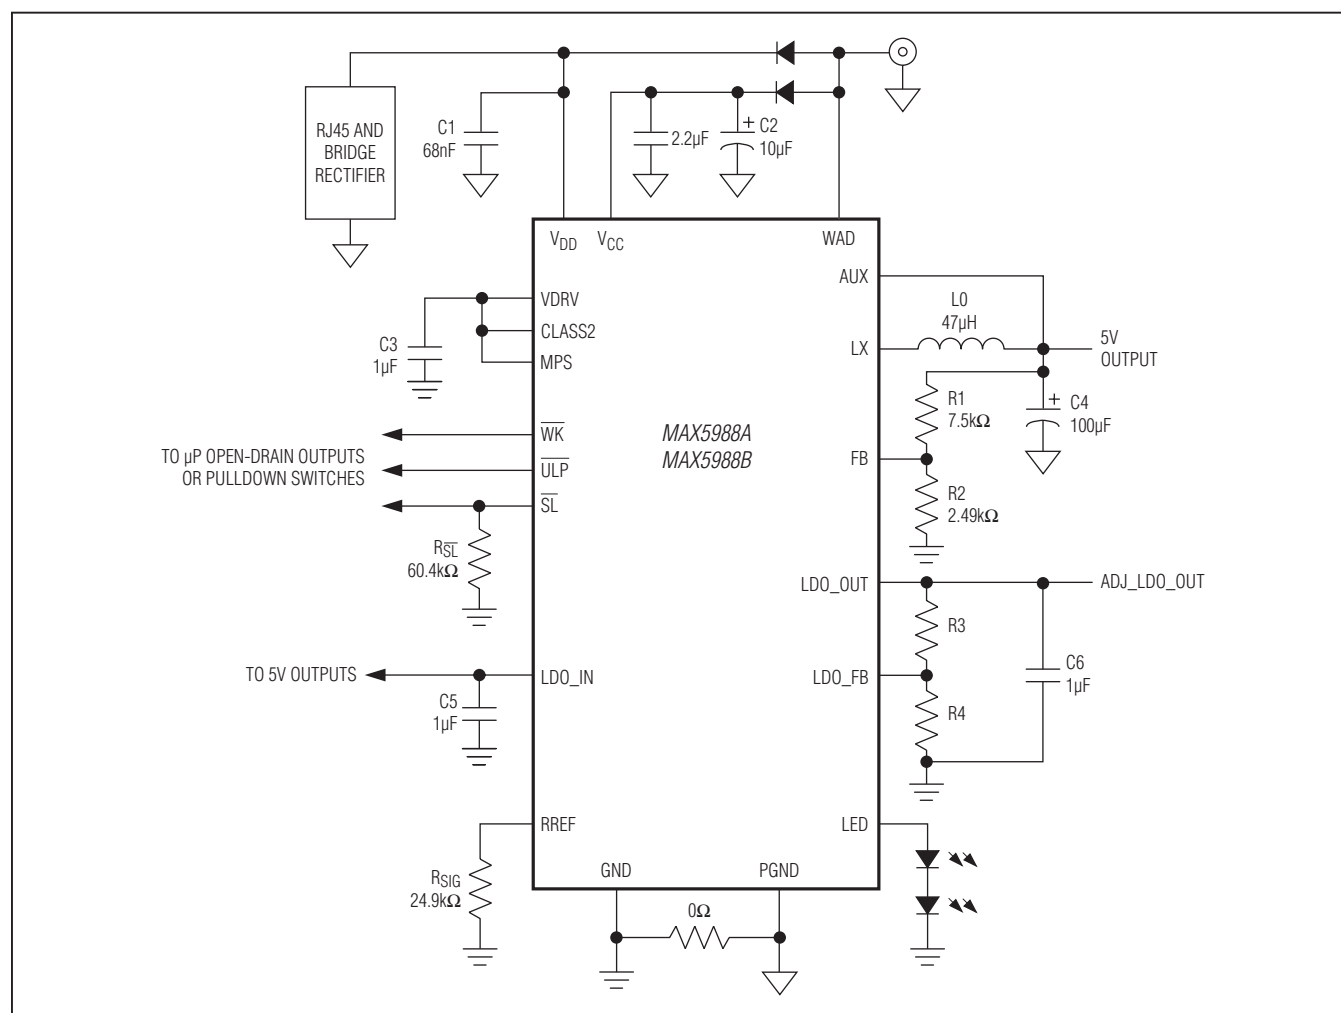 RJ45 AND
BRIDGE
RECTIFIER
C1
68nF
2.2µF
+
C2
10µF
VDD
VCC
WAD
AUX
L0
47µH
LX
5V
OUTPUT
VDRV
CLASS2
MPS
C3
1µF
R1
7.5kΩ
+
C4
100µF
WK
ULP
SL
TO µP OPEN-DRAIN OUTPUTS
OR PULLDOWN SWITCHES
MAX5988A
MAX5988B
FB
R2
2.49kΩ
RSL
60.4kΩ
LDO_OUT
ADJ_LDO_OUT
R3
C6
1µF
TO 5V OUTPUTS
LDO_IN
LDO_FB
C5
1µF
R4
RREF
LED
RSIG
24.9kΩ
GND
PGND
0Ω